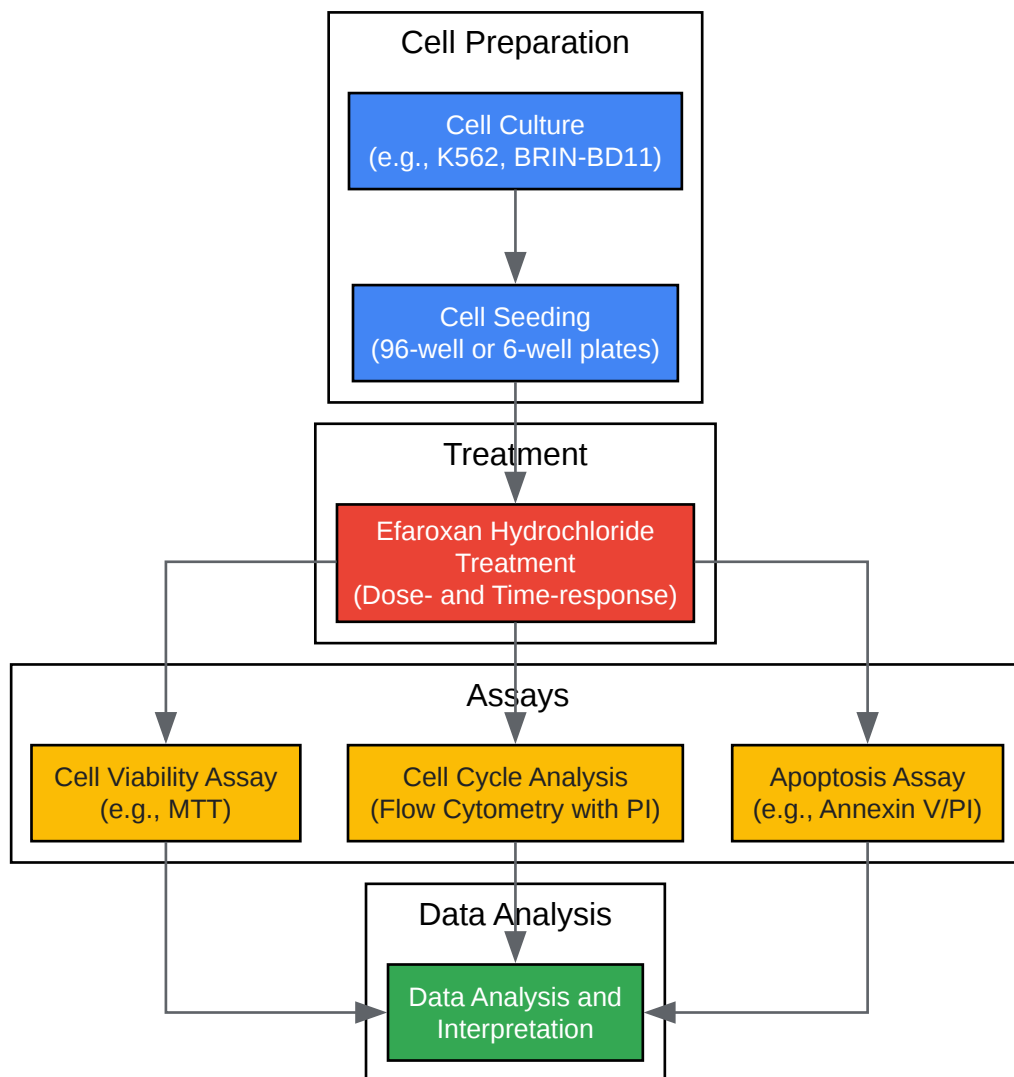 Cell Preparation
Cell Culture
(e.g., K562, BRIN-BD11)
Cell Seeding
(96-well or 6-well plates)
Treatment
Efaroxan Hydrochloride
Treatment
(Dose- and Time-response)
Assays
Cell Viability Assay
(e.g., MTT)
Cell Cycle Analysis
(Flow Cytometry with PI)
Apoptosis Assay
(e.g., Annexin V/PI)
Data Analysis
Data Analysis and
Interpretation